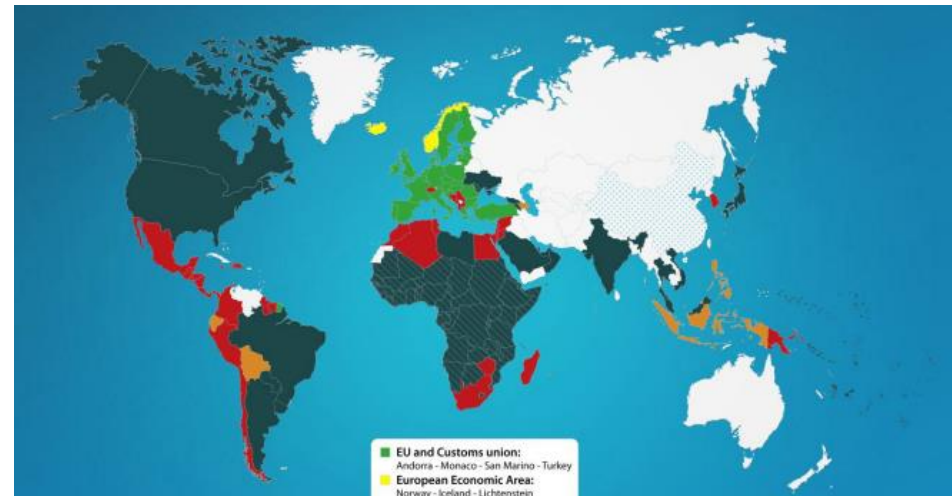 EU and Customs union:
Andorra - Monaco - San Marino - Turkey
European Economic Area:
Norway - Iceland - Lichtenstein